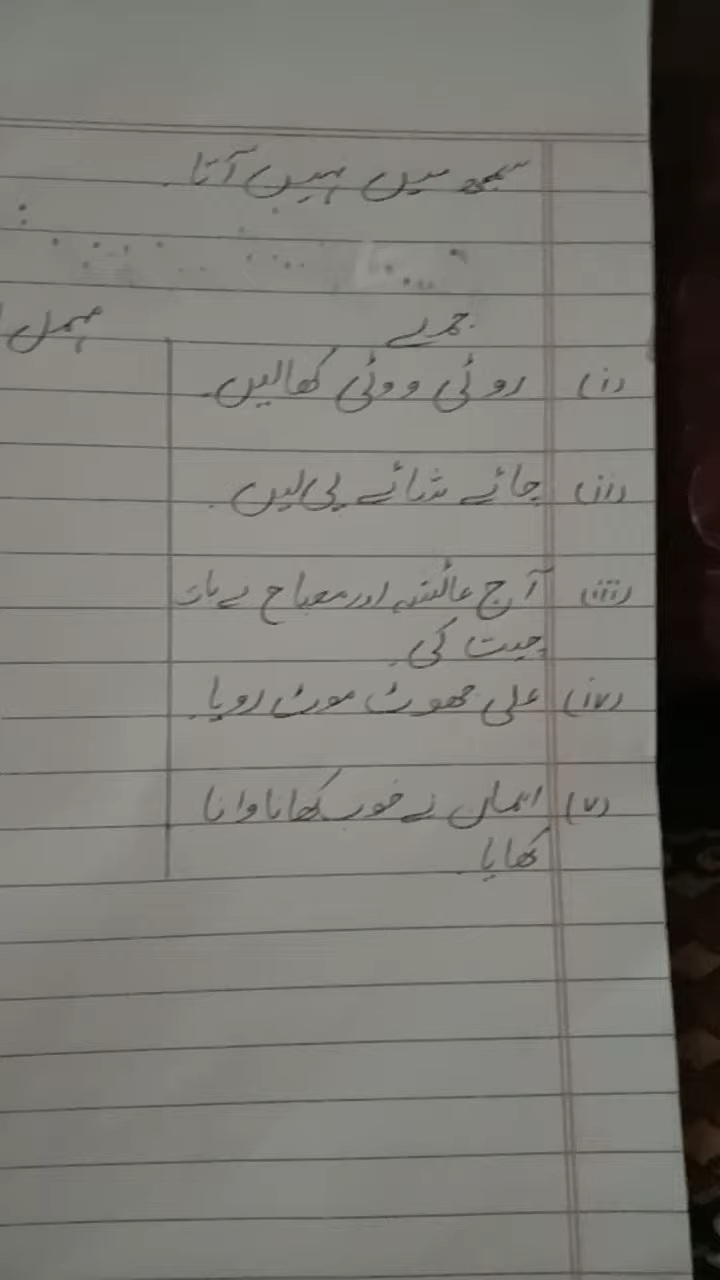 سمجھ میں نہیں آتا۔
جملے مہمل
(i) روٹی ووٹی کھالیں۔
(ii) چائے شائے پی لیں۔
(iii) آج عائشہ اور مصباح نے بات
چیت کی۔
(iv) علی جھوٹ موٹ رویا۔
(v) ایمان نے خوب کھانا وانا
کھایا۔